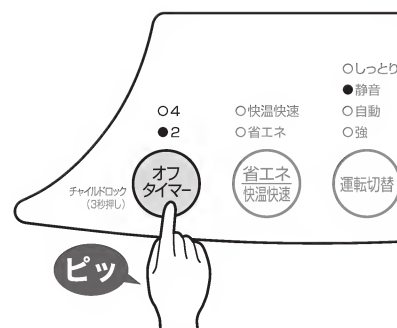 ○しっとり
●静音
○自動
○強
○快温快速
○省エネ
○4
●2
オフ
タイマー
チャイルドロック
(3秒押し)
省エネ
快温快速
運転切替
ピッ